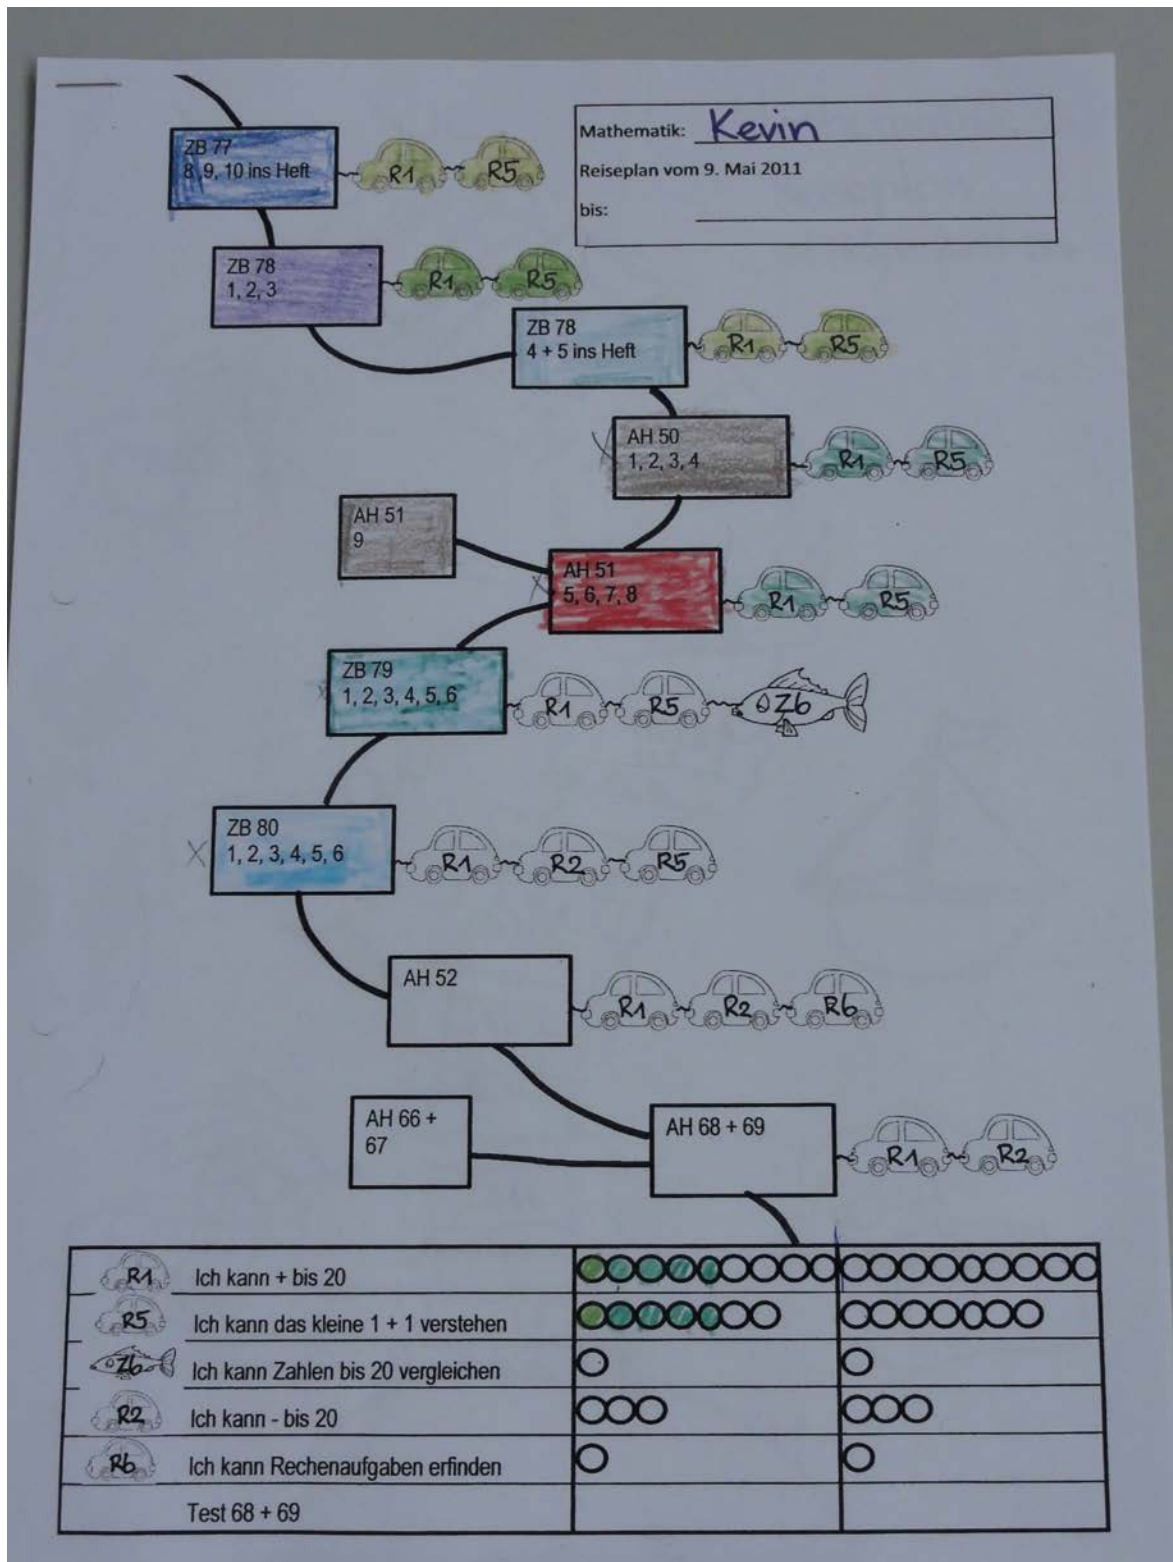 Mathematik: Kevin
Reiseplan vom 9. Mai 2011
bis:
ZB 77
8, 9, 10 ins Heft
R1 R5
ZB 78
1, 2, 3
R1 R5
ZB 78
4 + 5 ins Heft
R1 R5
AH 50
1, 2, 3, 4
R1 R5
AH 51
9
AH 51
5, 6, 7, 8
R1 R5
ZB 79
1, 2, 3, 4, 5, 6
R1 R5 Z6
ZB 80
1, 2, 3, 4, 5, 6
R1 R2 R5
AH 52
R1 R2 R6
AH 66 +
67
AH 68 + 69
R1 R2
R1 Ich kann + bis 20
R5 Ich kann das kleine 1 + 1 verstehen
Z6 Ich kann Zahlen bis 20 vergleichen
R2 Ich kann - bis 20
R6 Ich kann Rechenaufgaben erfinden
Test 68 + 69